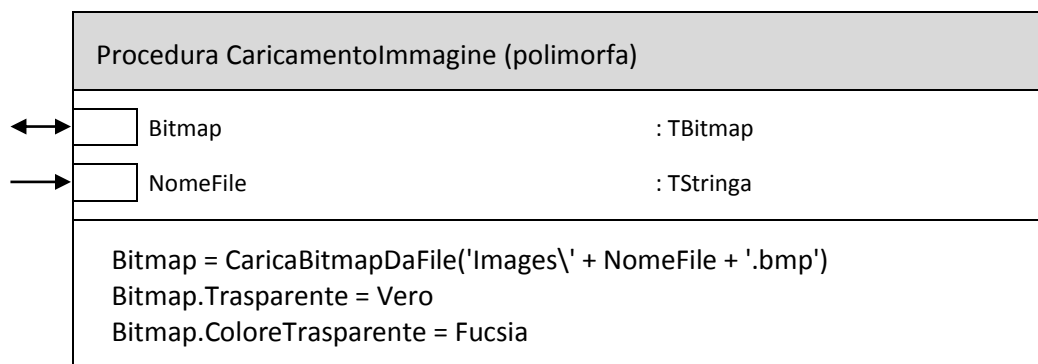 Procedura CaricamentoImmagine (polimorfa)
Bitmap : TBitmap
NomeFile : TStringa
Bitmap = CaricaBitmapDaFile('Images\' + NomeFile + '.bmp')
Bitmap.Trasparente = Vero
Bitmap.ColoreTrasparente = Fucsia